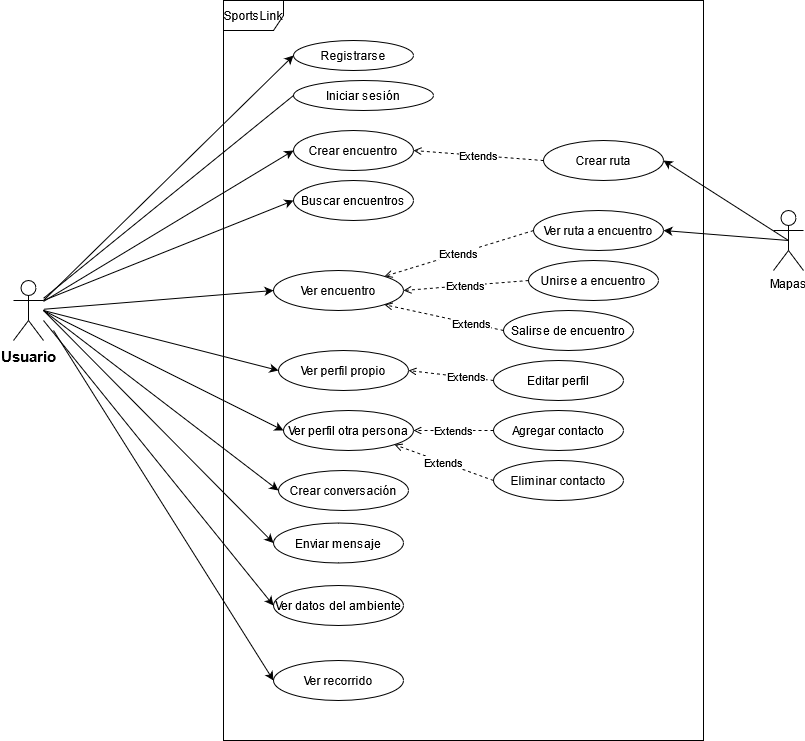 SportsLink
Registrarse
Iniciar sesión
Crear encuentro
Extends
Crear ruta
Buscar encuentros
Ver ruta a encuentro
Extends
Ver encuentro
Extends
Unirse a encuentro
Extends
Salirse de encuentro
Mapas
Usuario
Ver perfil propio
Extends
Editar perfil
Ver perfil otra persona
Extends
Agregar contacto
Extends
Eliminar contacto
Crear conversación
Enviar mensaje
Ver datos del ambiente
Ver recorrido